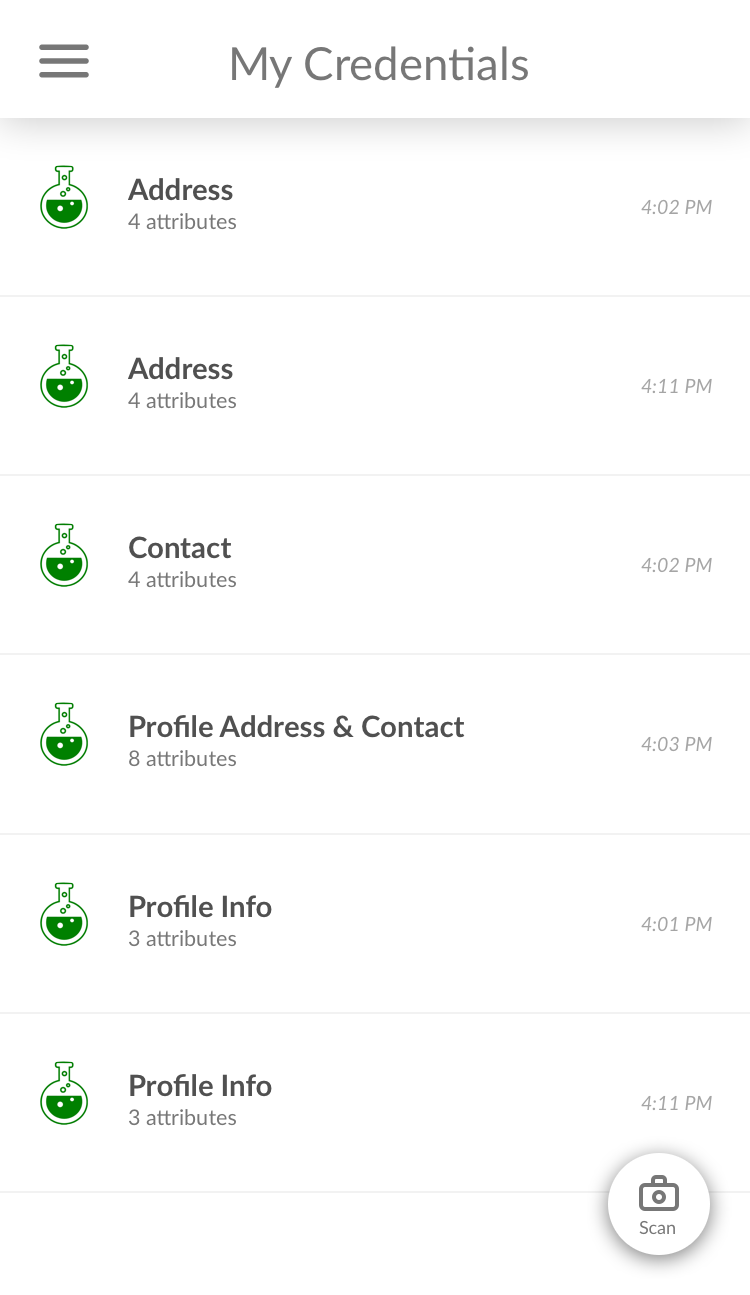 My Credentials
Address
4 attributes
4:02 PM
Address
4 attributes
4:11 PM
Contact
4 attributes
4:02 PM
Profile Address & Contact
8 attributes
4:03 PM
Profile Info
3 attributes
4:01 PM
Profile Info
3 attributes
4:11 PM
Scan